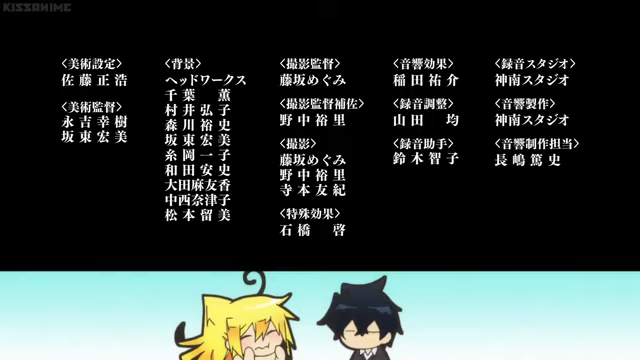 KISSANIME
〈美術設定〉
佐藤正浩
〈美術監督〉
永吉幸樹
坂東宏美
〈背景〉
ヘッドワークス
千葉 薫
村井弘子
森川裕史
坂東宏美
糸岡一子
和田安史
大田麻友香
中西奈津子
松本留美
〈撮影監督〉
藤坂めぐみ
〈撮影監督補佐〉
野中裕里
〈撮影〉
藤坂めぐみ
野中裕里
寺本友紀
〈特殊効果〉
石橋 啓
〈音響効果〉
稲田祐介
〈録音調整〉
山田 均
〈録音助手〉
鈴木智子
〈録音スタジオ〉
神南スタジオ
〈音響製作〉
神南スタジオ
〈音響制作担当〉
長嶋篤史